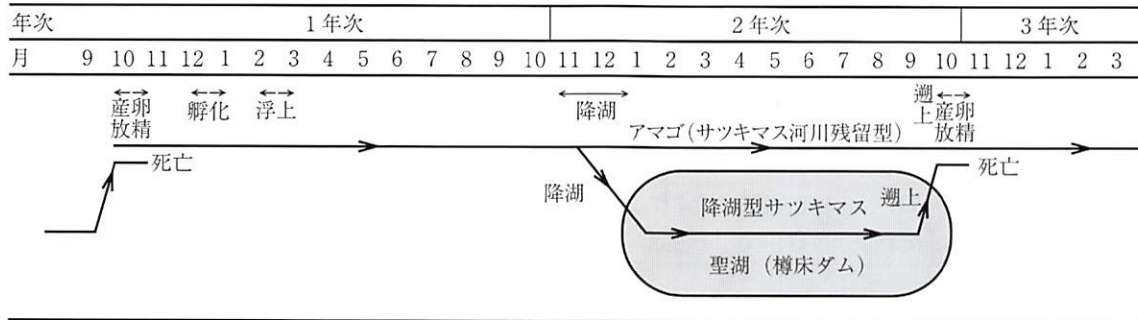 年次 1年次 2年次 3年次
月 9 10 11 12 1 2 3 4 5 6 7 8 9 10 11 12 1 2 3 4 5 6 7 8 9 10 11 12 1 2 3
産卵 孵化 浮上 降湖 遡上 産卵
放精 アマゴ(サツキマス河川残留型) 放精
死亡 死亡
降湖 降湖型サツキマス 遡上
聖湖(樽床ダム)